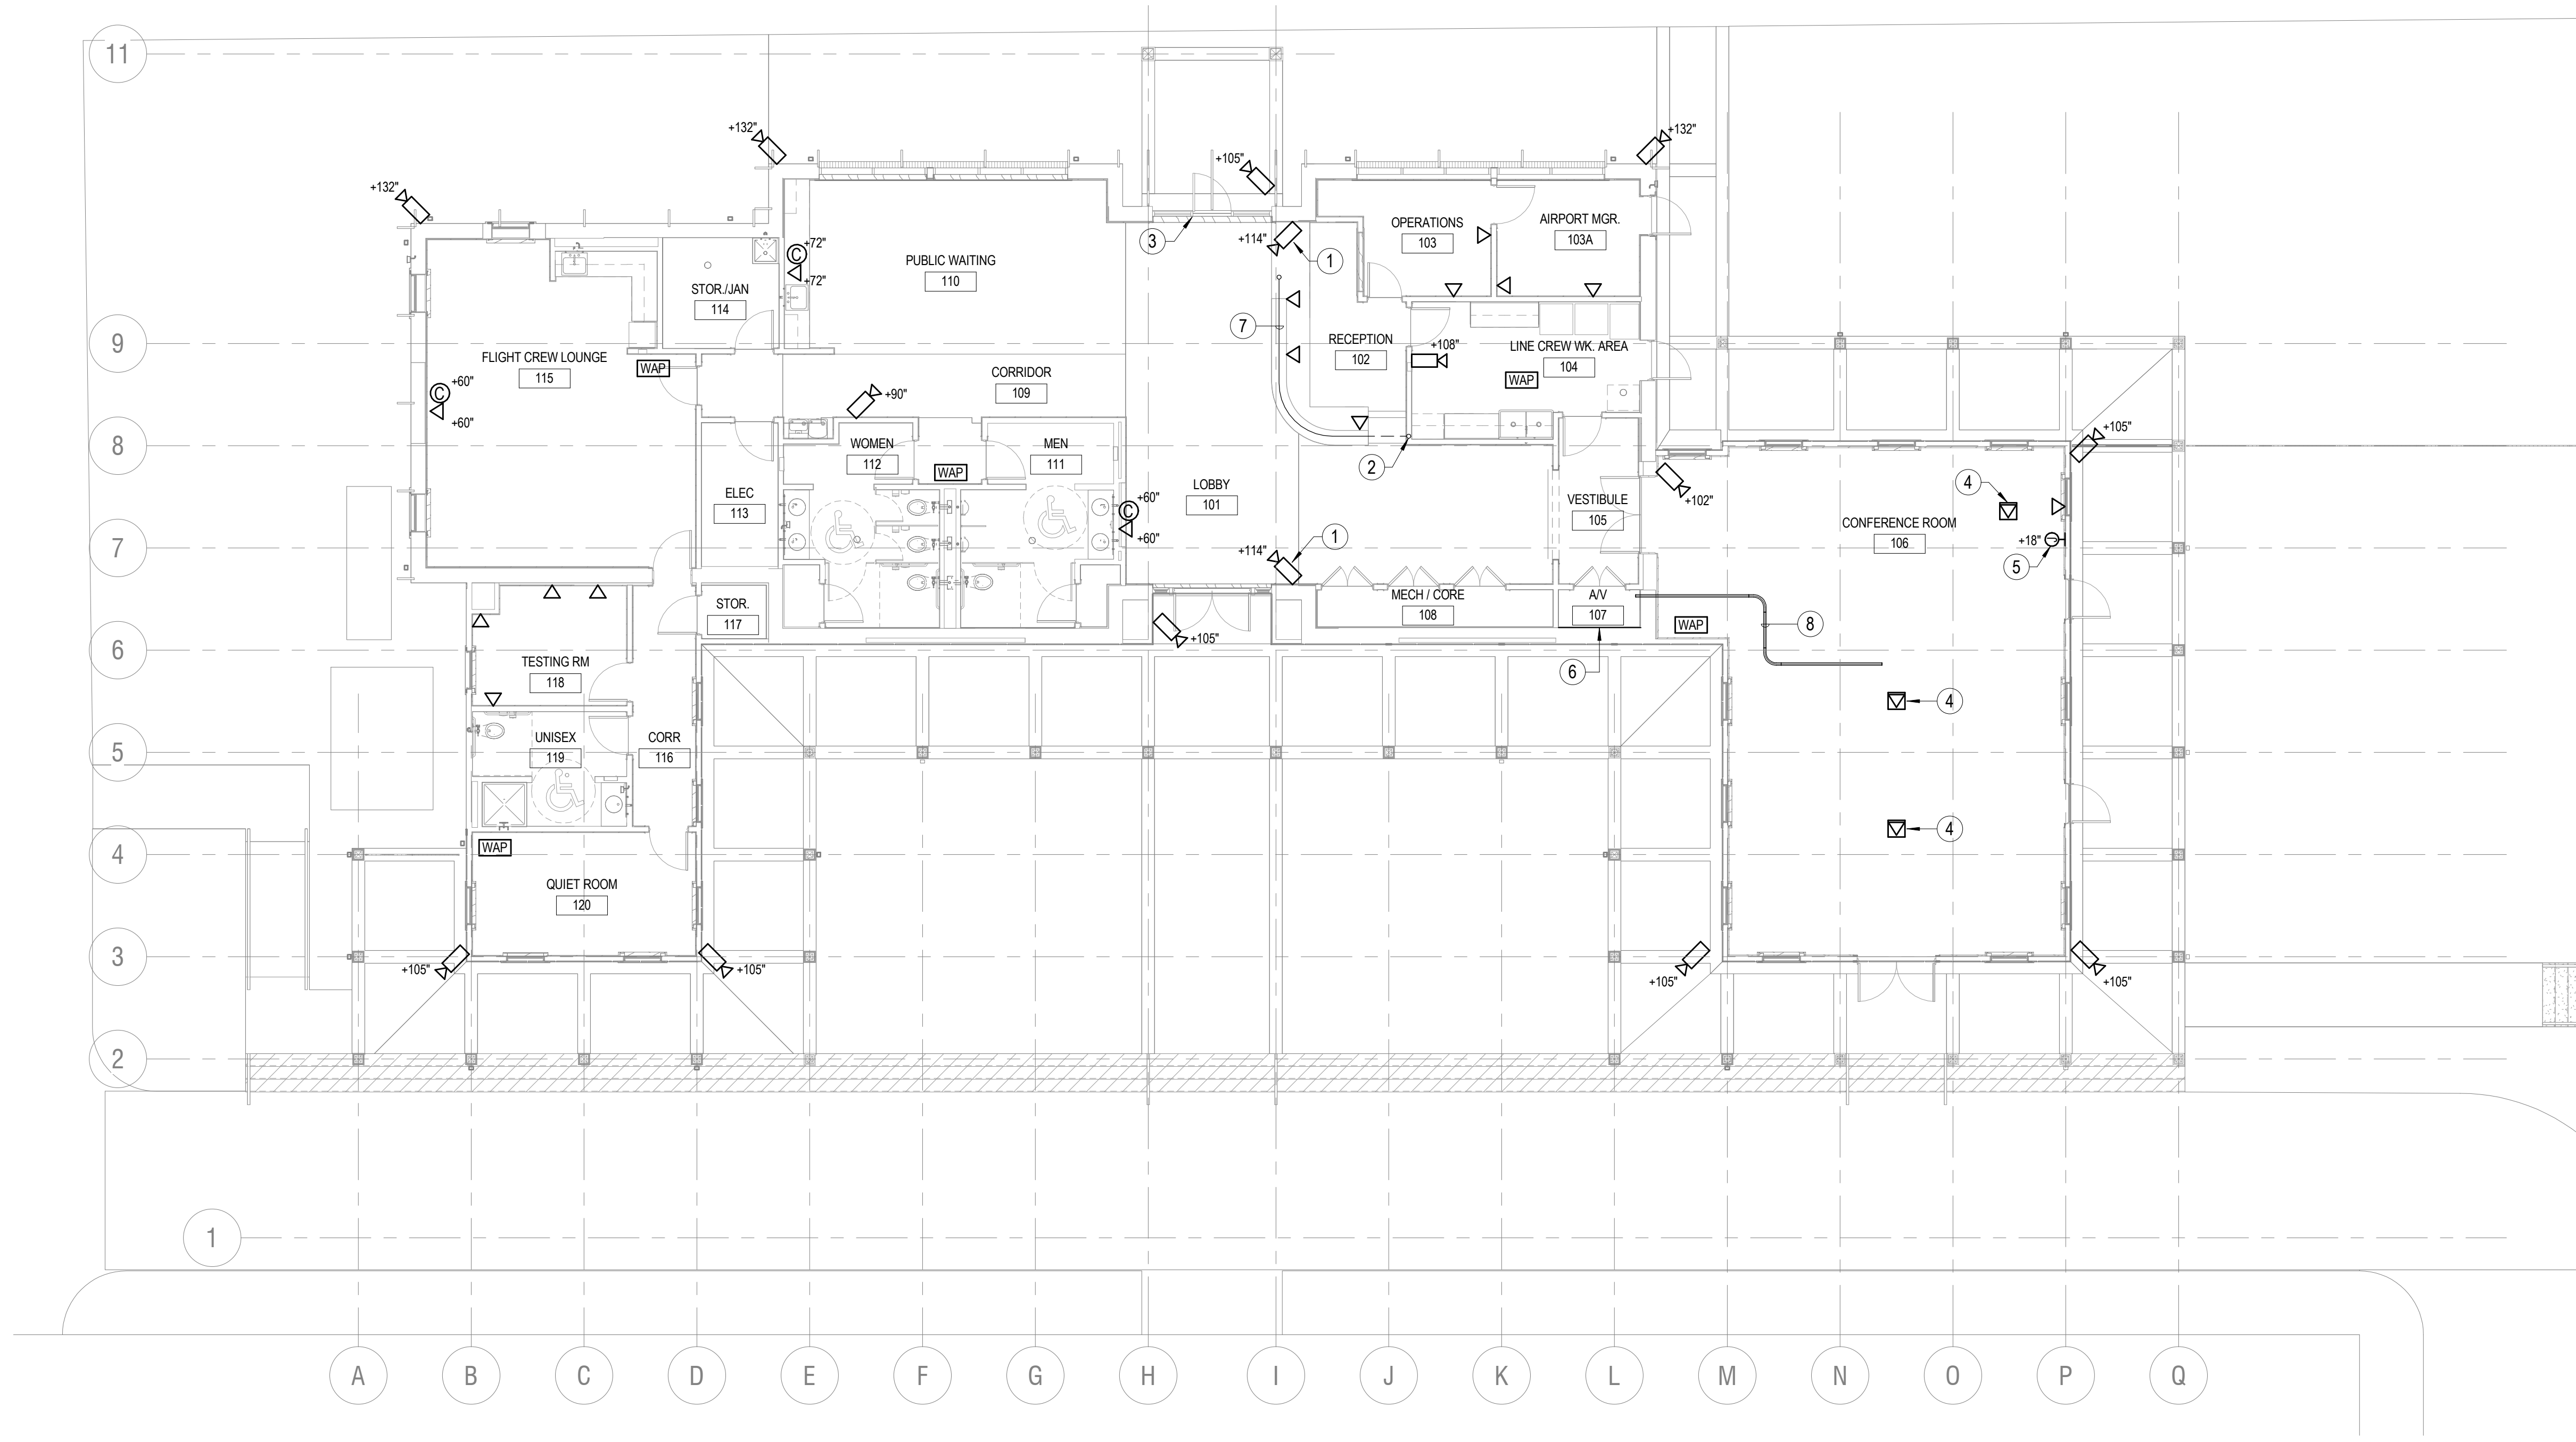 11
+132"
+132"
+105"
+132"
OPERATIONS
103
AIRPORT MGR.
103A
3
+114"
1
C
+72"
+72"
PUBLIC WAITING
110
STOR./JAN
114
7
9
RECEPTION
102
+108"
LINE CREW WK. AREA
104
FLIGHT CREW LOUNGE
115
WAP
WAP
CORRIDOR
109
C
+60"
+60"
+90"
8
WOMEN
112
MEN
111
WAP
2
+105"
LOBBY
101
4
ELEC
113
C
+60"
+60"
VESTIBULE
105
+102"
CONFERENCE ROOM
106
7
+114"
1
+18"
5
STOR.
117
MECH / CORE
108
A/V
107
WAP
8
+105"
6
TESTING RM
118
6
4
5
UNISEX
119
CORR
116
4
4
WAP
QUIET ROOM
120
3
+105"
+105"
+105"
+105"
2
1
A
B
C
D
E
F
G
H
I
J
K
L
M
N
O
P
Q